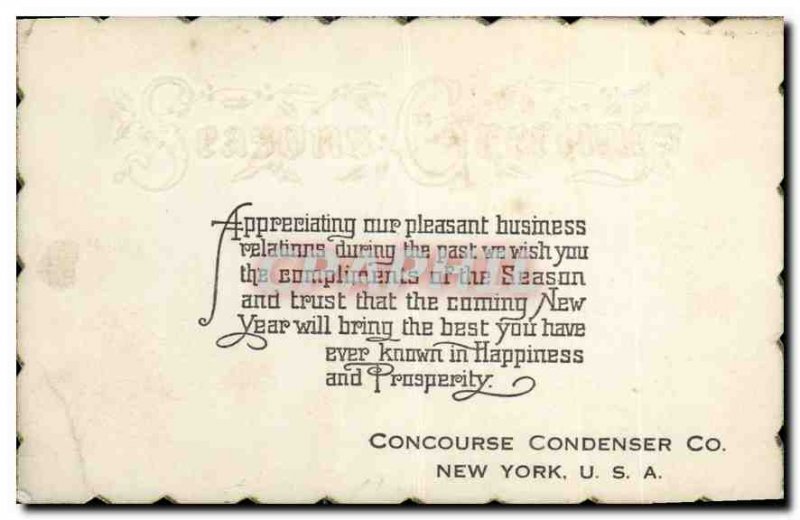 Season's Greetings
Appreciating our pleasant business
relations during the past we wish you
the compliments of the Season
and trust that the coming New
Year will bring the best you have
ever known in Happiness
and Prosperity.
CONCOURSE CONDENSER CO.
NEW YORK, U. S. A.